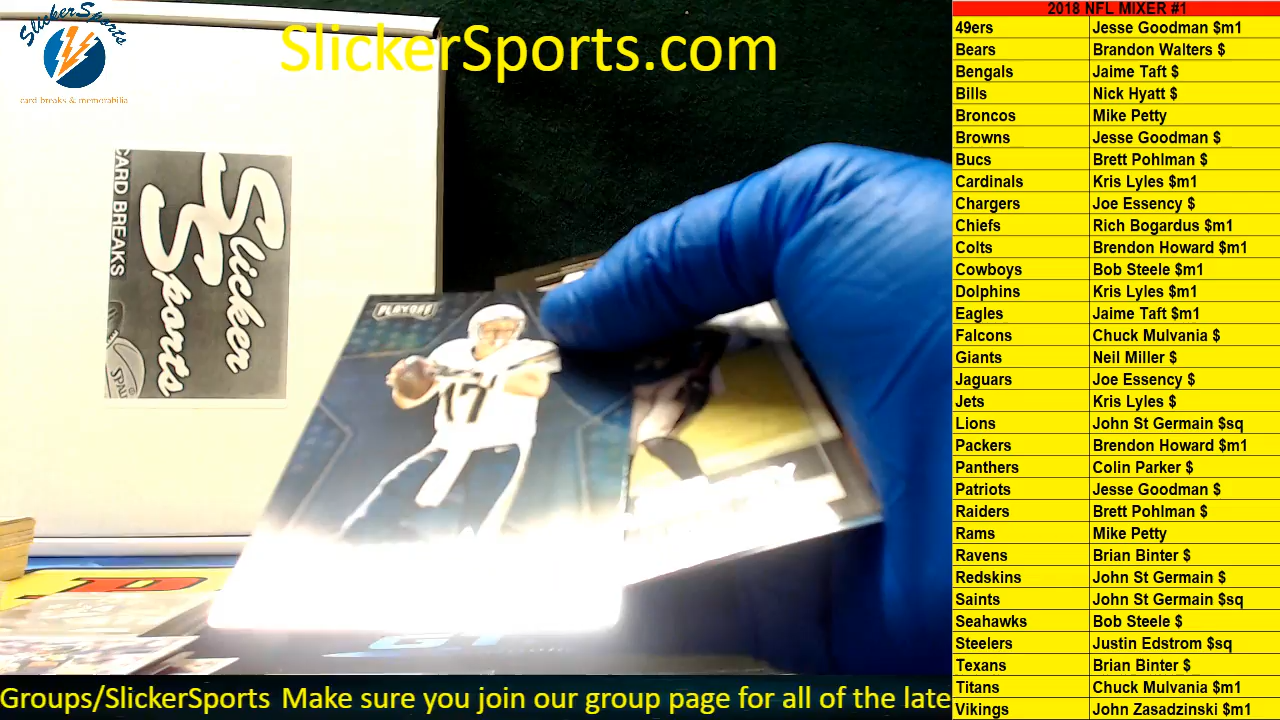 SlickerSports
card breaks & memorabilia
SlickerSports.com
Slicker
Sports
CARD BREAKS
PLAYOFF
17
2018 NFL MIXER #1
49ers Jesse Goodman $m1
Bears Brandon Walters $
Bengals Jaime Taft $
Bills Nick Hyatt $
Broncos Mike Petty
Browns Jesse Goodman $
Bucs Brett Pohlman $
Cardinals Kris Lyles $m1
Chargers Joe Essency $
Chiefs Rich Bogardus $m1
Colts Brendon Howard $m1
Cowboys Bob Steele $m1
Dolphins Kris Lyles $m1
Eagles Jaime Taft $m1
Falcons Chuck Mulvania $
Giants Neil Miller $
Jaguars Joe Essency $
Jets Kris Lyles $
Lions John St Germain $sq
Packers Brendon Howard $m1
Panthers Colin Parker $
Patriots Jesse Goodman $
Raiders Brett Pohlman $
Rams Mike Petty
Ravens Brian Binter $
Redskins John St Germain $
Saints John St Germain $sq
Seahawks Bob Steele $
Steelers Justin Edstrom $sq
Texans Brian Binter $
Titans Chuck Mulvania $m1
Vikings John Zasadzinski $m1
Groups/SlickerSports Make sure you join our group page for all of the late